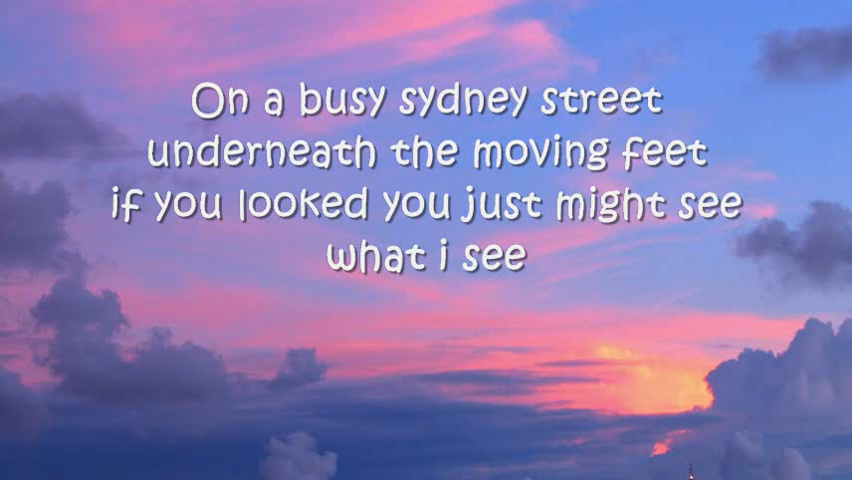 On a busy sydney street
underneath the moving feet
if you looked you just might see
what i see